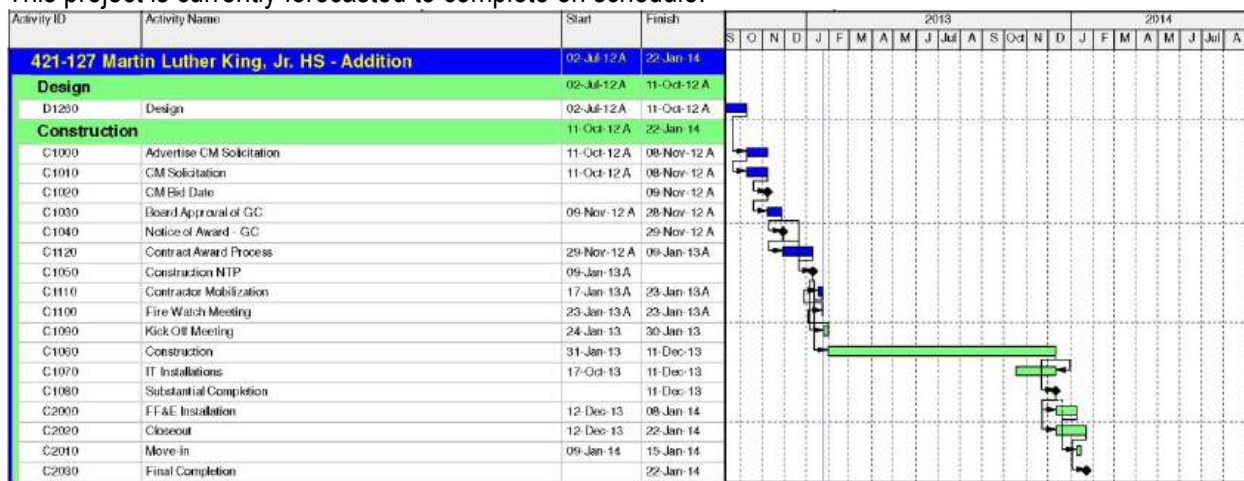 This project is currently forecasted to complete on schedule.
Activity ID Activity Name Start Finish 2013 2014
S O N D J F M A M J Jul A S Oct N D J F M A M J Jul A
421-127 Martin Luther King, Jr. HS - Addition 02-Jul-12 A 22-Jan-14
Design 02-Jul-12 A 11-Oct-12 A
D1260 Design 02-Jul-12 A 11-Oct-12 A
Construction 11-Oct-12 A 22-Jan-14
C1000 Advertise CM Solicitation 11-Oct-12 A 08-Nov-12 A
C1010 CM Solicitation 11-Oct-12 A 08-Nov-12 A
C1020 CM Bid Date 09-Nov-12 A
C1030 Board Approval of GC 09-Nov-12 A 28-Nov-12 A
C1040 Notice of Award - GC 29-Nov-12 A
C1120 Contract Award Process 29-Nov-12 A 09-Jan-13 A
C1050 Construction NTP 09-Jan-13 A
C1110 Contractor Mobilization 17-Jan-13 A 23-Jan-13 A
C1100 Fire Watch Meeting 23-Jan-13 A 23-Jan-13 A
C1090 Kick Off Meeting 24-Jan-13 30-Jan-13
C1060 Construction 31-Jan-13 11-Dec-13
C1070 IT Installations 17-Oct-13 11-Dec-13
C1080 Substantial Completion 11-Dec-13
C2000 FF&E Installation 12-Dec-13 08-Jan-14
C2020 Closeout 12-Dec-13 22-Jan-14
C2010 Move-in 09-Jan-14 15-Jan-14
C2030 Final Completion 22-Jan-14